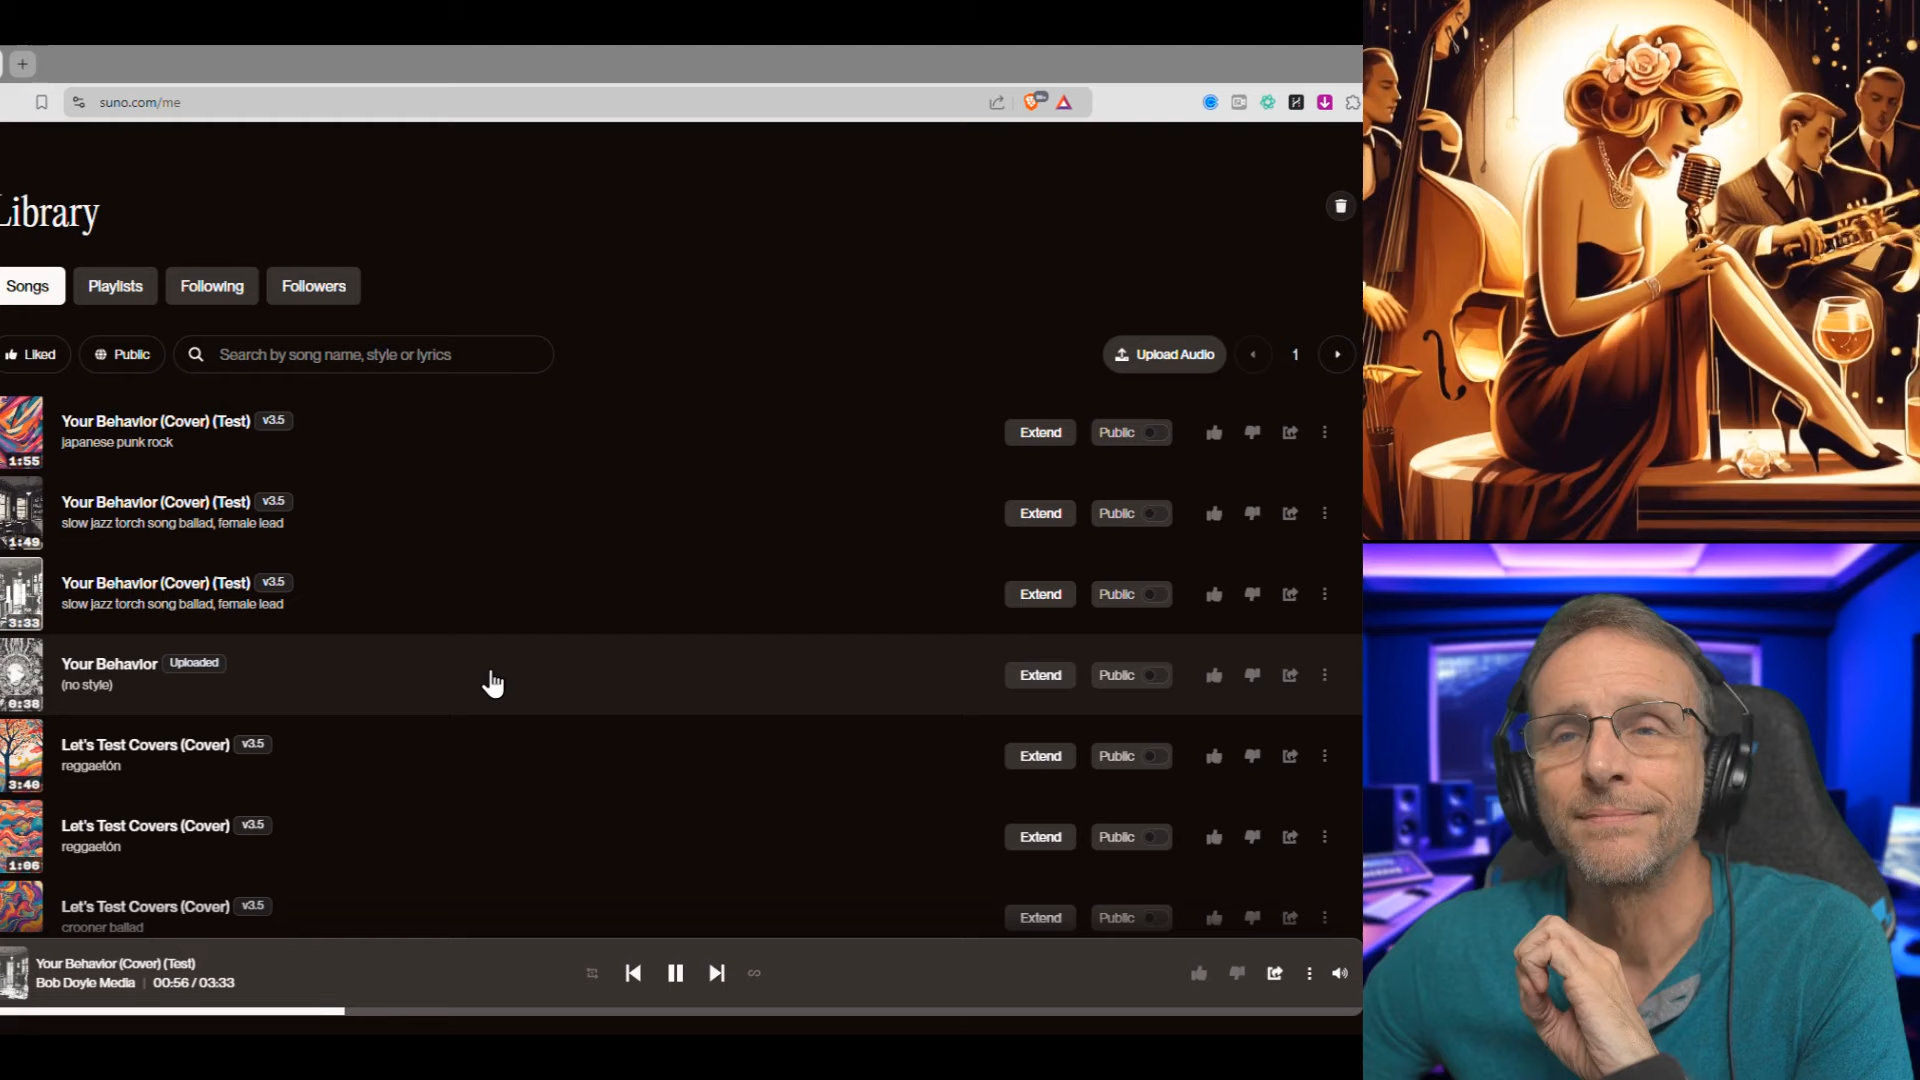 suno.com/me
Library
Songs
Playlists
Following
Followers
Liked
Public
Search by song name, style or lyrics
Upload Audio
1
Your Behavior (Cover) (Test) v3.5
japanese punk rock
1:55
Extend
Public
Your Behavior (Cover) (Test) v3.5
slow jazz torch song ballad, female lead
1:49
Extend
Public
Your Behavior (Cover) (Test) v3.5
slow jazz torch song ballad, female lead
3:33
Extend
Public
Your Behavior Uploaded
(no style)
0:38
Extend
Public
Let's Test Covers (Cover) v3.5
reggaetón
3:40
Extend
Public
Let's Test Covers (Cover) v3.5
reggaetón
1:06
Extend
Public
Let's Test Covers (Cover) v3.5
crooner ballad
Extend
Public
Your Behavior (Cover) (Test)
Bob Doyle Media | 00:56 / 03:33